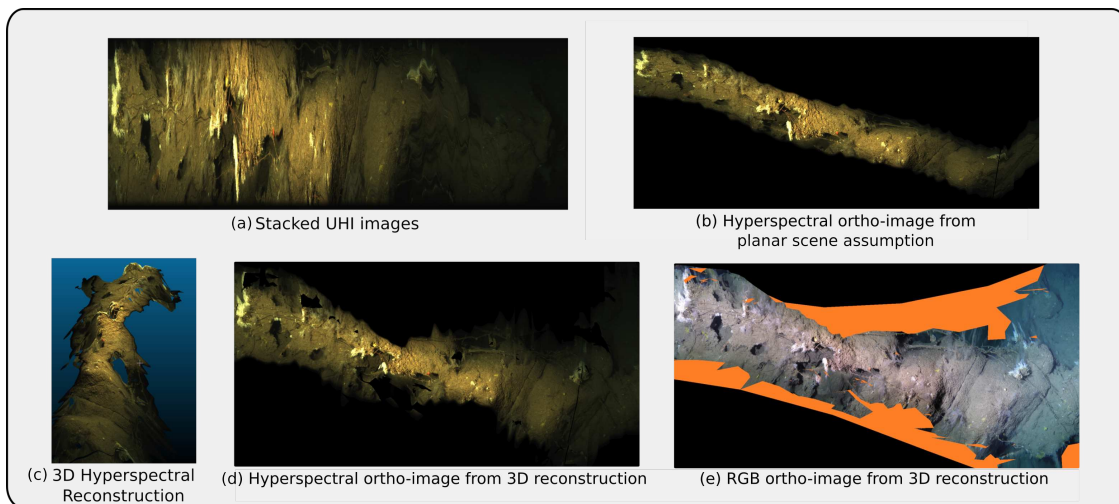 (a) Stacked UHI images
(b) Hyperspectral ortho-image from
planar scene assumption
(c) 3D Hyperspectral
Reconstruction
(d) Hyperspectral ortho-image from 3D reconstruction
(e) RGB ortho-image from 3D reconstruction